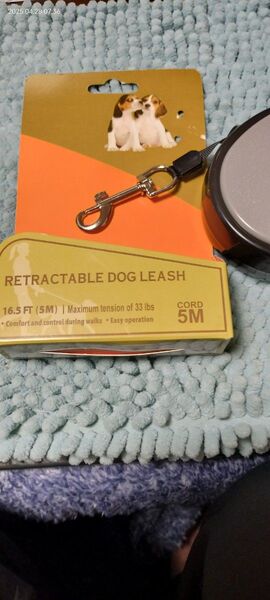 2025.04.29 07:36
RETRACTABLE DOG LEASH
16.5 FT (5M) | Maximum tension of 33 lbs
• Comfort and control during walks • Easy operation
CORD
5M